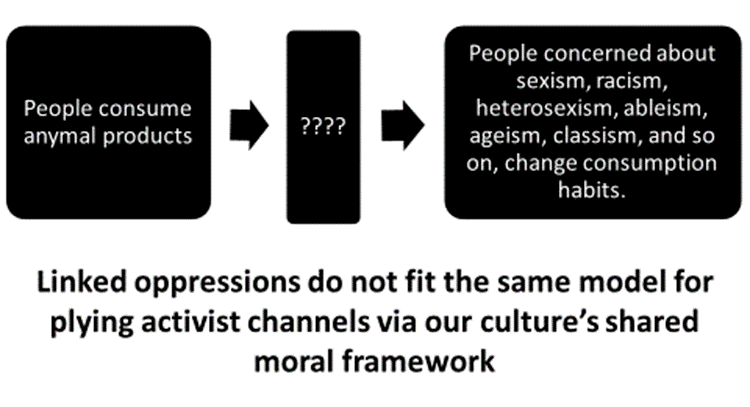 People consume
anymal products
????
People concerned about
sexism, racism,
heterosexism, ableism,
ageism, classism, and so
on, change consumption
habits.
Linked oppressions do not fit the same model for
plying activist channels via our culture's shared
moral framework